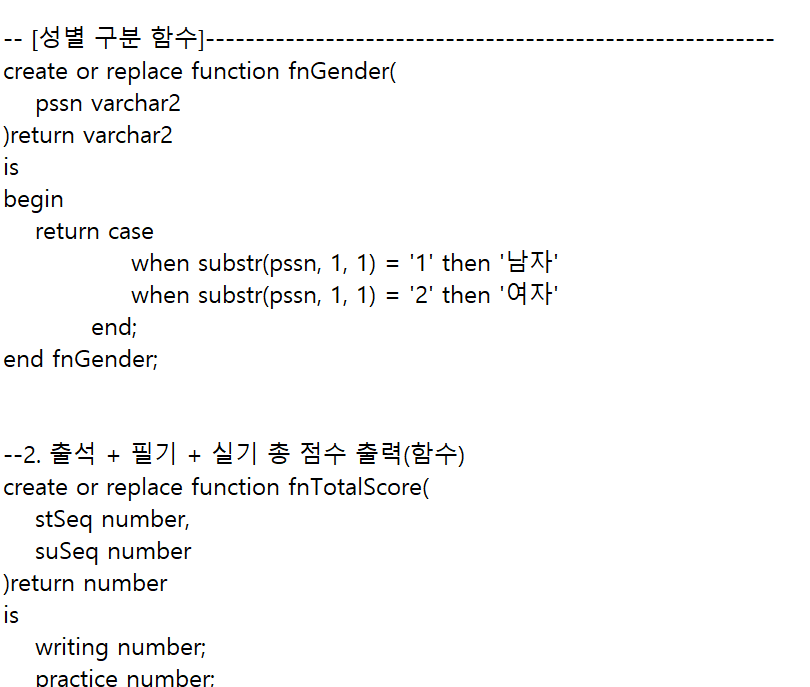 -- [성별 구분 함수]---------------------------------------------------------
create or replace function fnGender(
pssn varchar2
)return varchar2
is
begin
return case
when substr(pssn, 1, 1) = '1' then '남자'
when substr(pssn, 1, 1) = '2' then '여자'
end;
end fnGender;
--2. 출석 + 필기 + 실기 총 점수 출력(함수)
create or replace function fnTotalScore(
stSeq number,
suSeq number
)return number
is
writing number;
practice number;